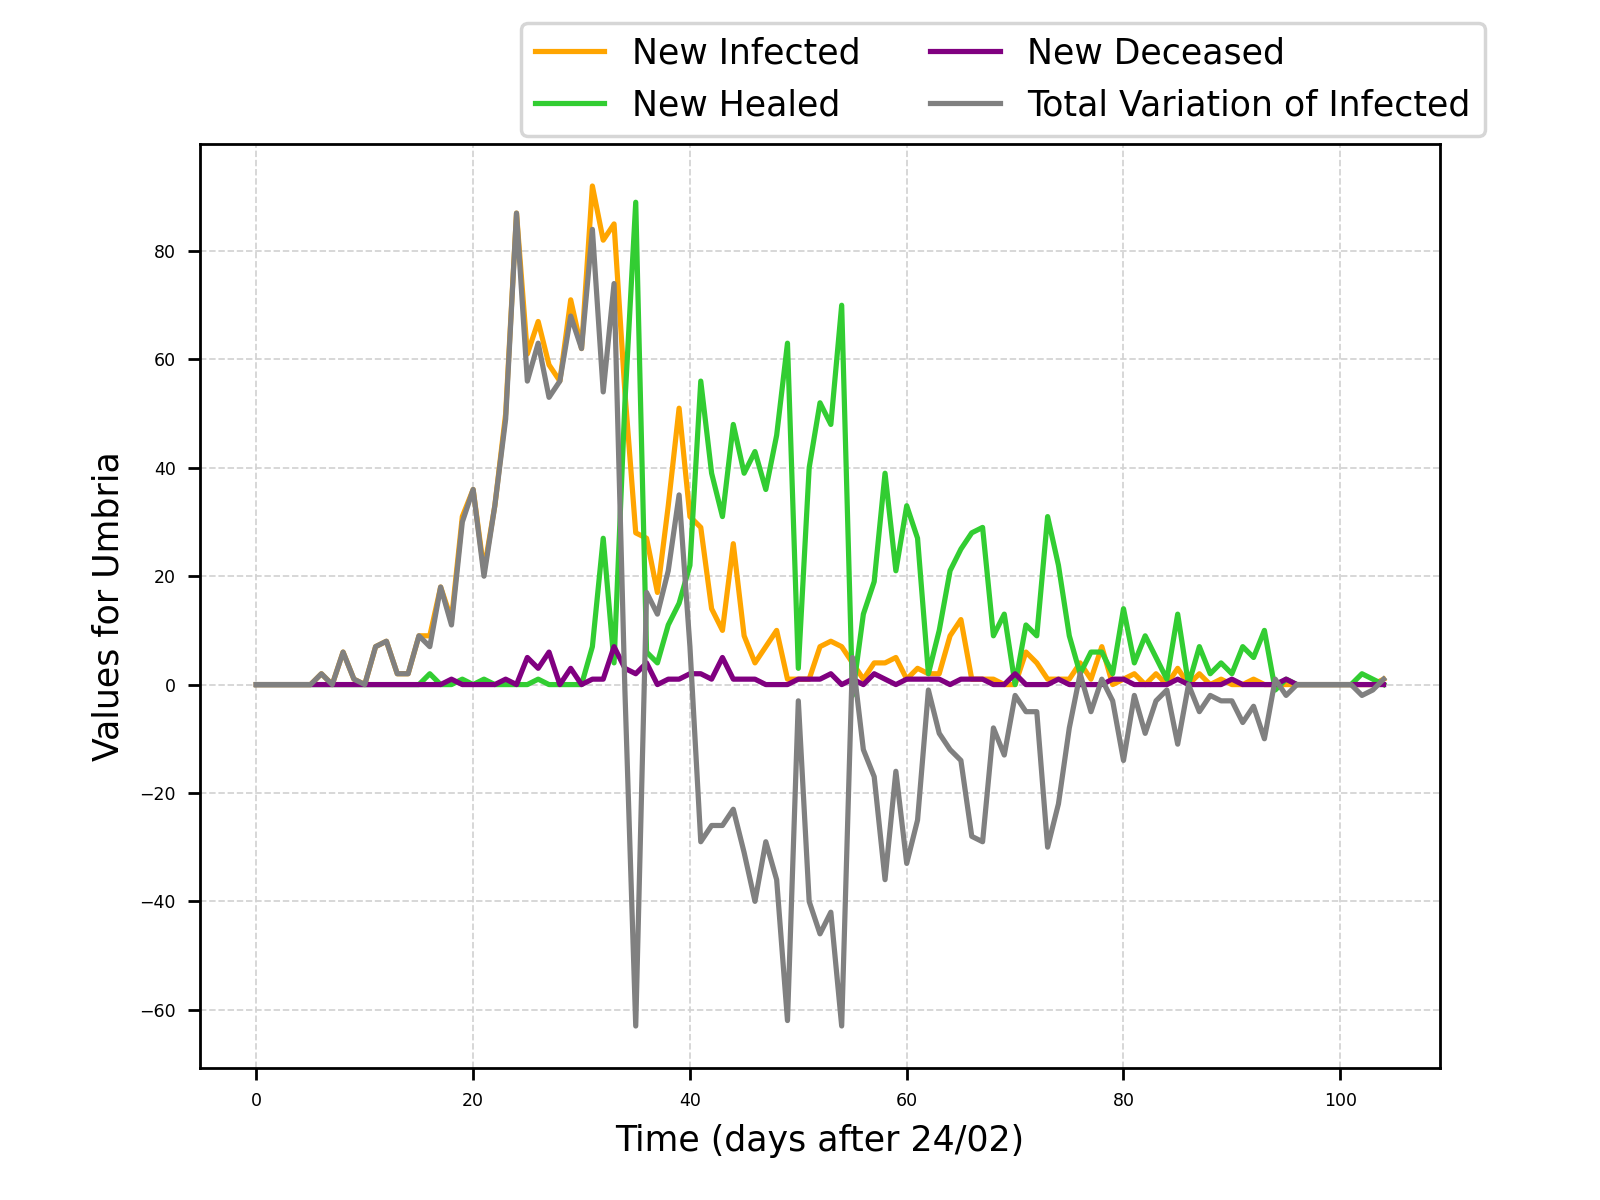 New Infected
New Healed
New Deceased
Total Variation of Infected
Values for Umbria
80
60
40
20
0
−20
−40
−60
0
20
40
60
80
100
Time (days after 24/02)